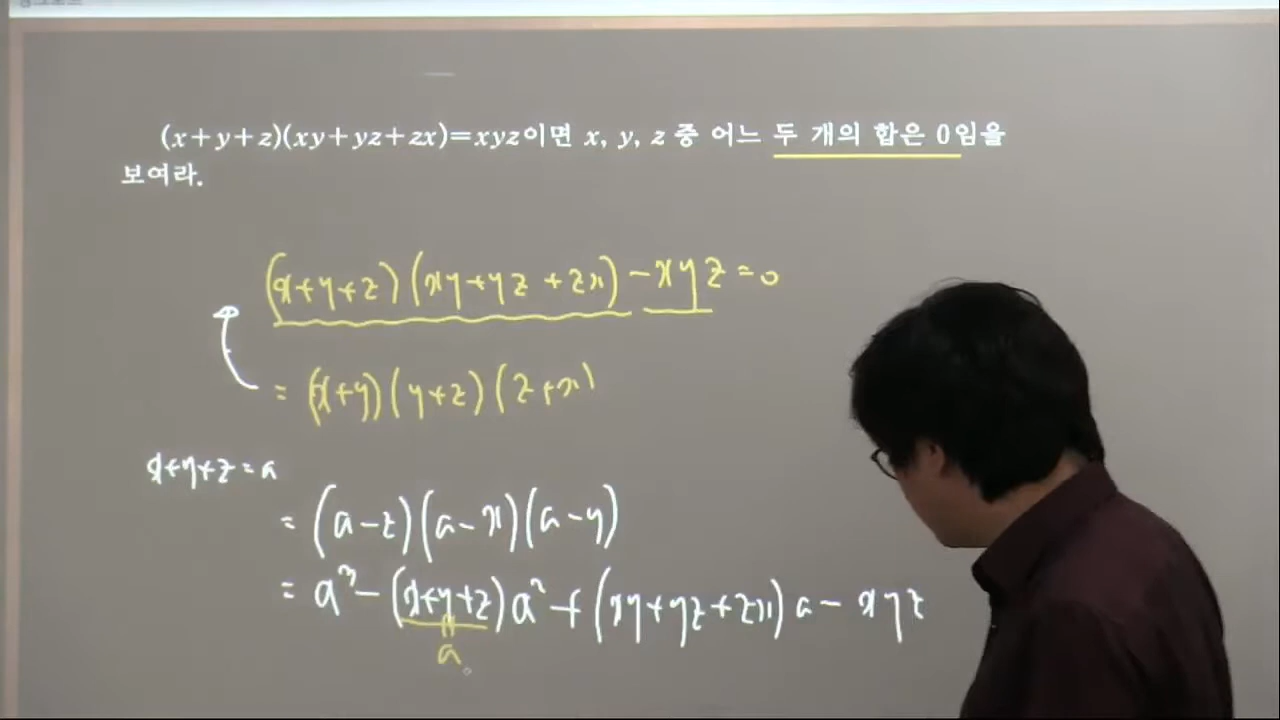 (x+y+z)(xy+yz+zx)=xyz이면 x, y, z 중 어느 두 개의 합은 0임을
보여라.
(x+y+z)(xy+yz+zx)-xyz=0
=(x+y)(y+z)(z+x)
x+y+z=a
=(a-z)(a-x)(a-y)
=a³-(x+y+z)a²+(xy+yz+zx)a-xyz
a